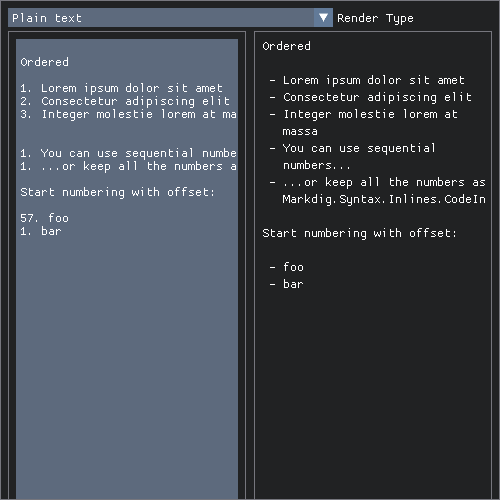 Plain text
Render Type
Ordered
1. Lorem ipsum dolor sit amet
2. Consectetur adipiscing elit
3. Integer molestie lorem at ma
1. You can use sequential numbe
1. ...or keep all the numbers a
Start numbering with offset:
57. foo
1. bar
Ordered
- Lorem ipsum dolor sit amet
- Consectetur adipiscing elit
- Integer molestie lorem at
massa
- You can use sequential
numbers...
- ...or keep all the numbers as
Markdig.Syntax.Inlines.CodeIn
Start numbering with offset:
- foo
- bar